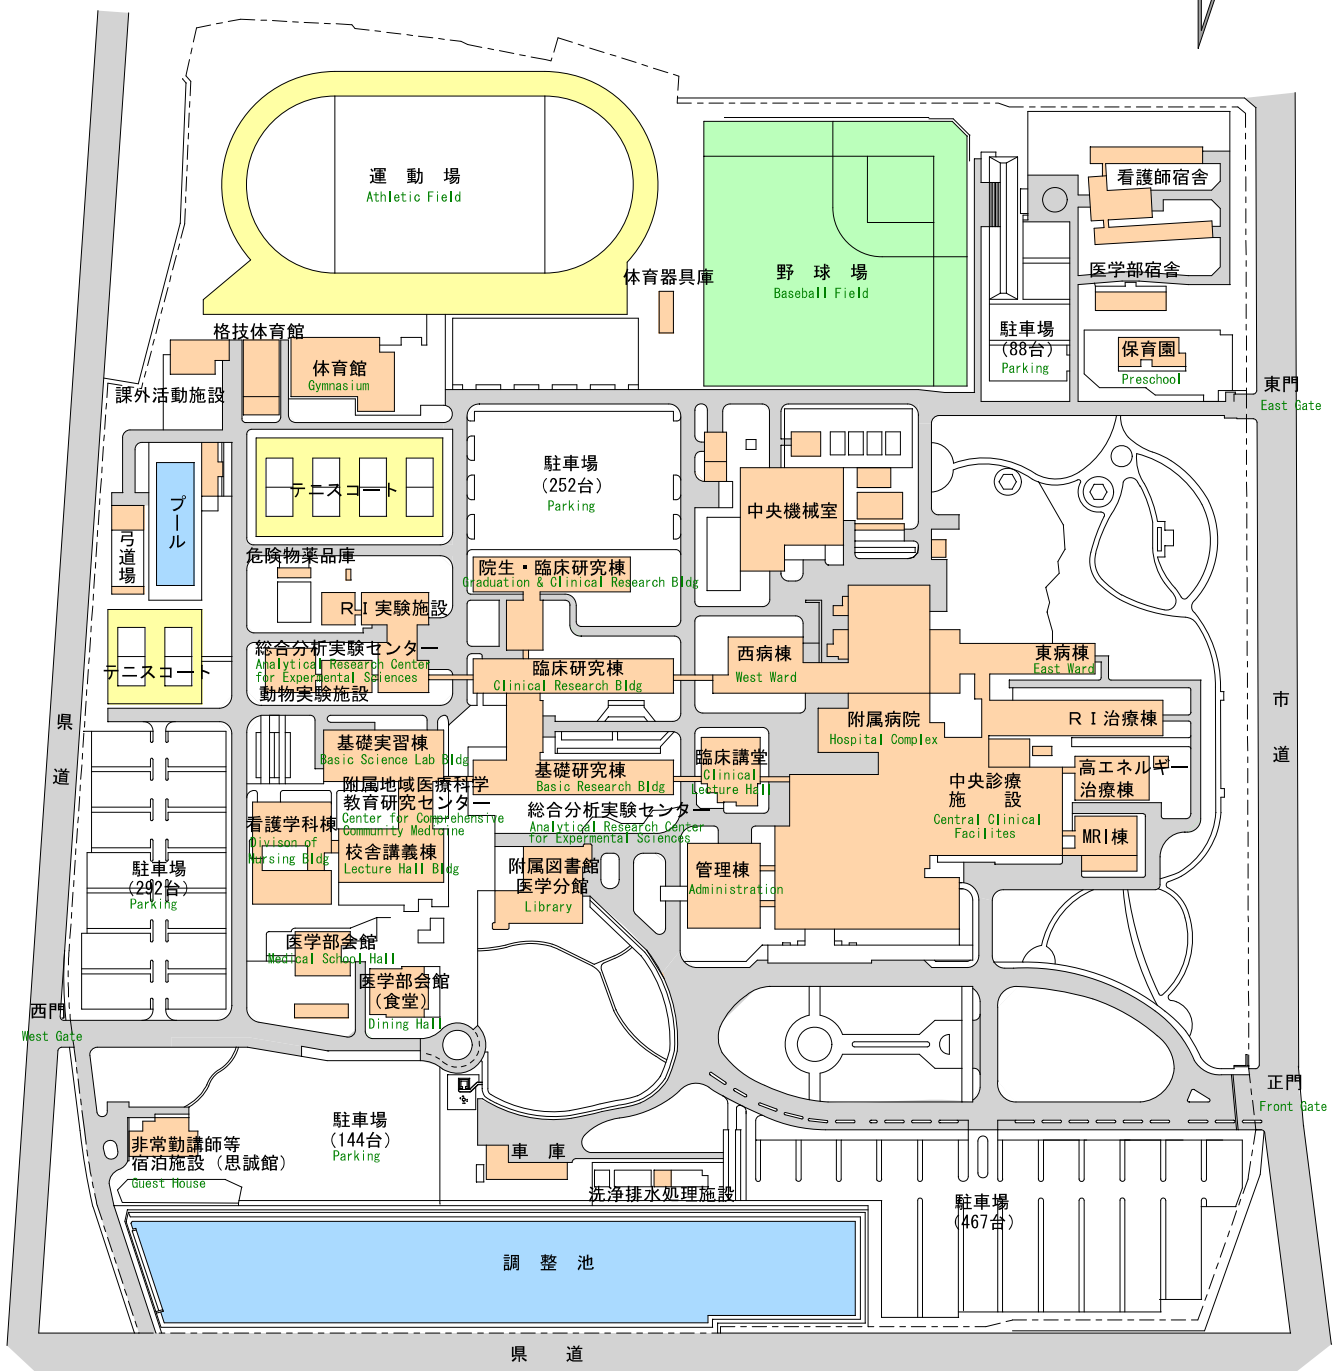 運動場
Athletic Field
看護師宿舎
医学部宿舎
体育器具庫
野球場
Baseball Field
駐車場
(88台)
Parking
保育園
Preschool
東門
East Gate
格技体育館
体育館
Gymnasium
課外活動施設
駐車場
(252台)
Parking
テニスコート
プール
弓道場
中央機械室
危険物薬品庫
院生・臨床研究棟
Graduation & Clinical Research Bldg
ＲＩ実験施設
総合分析実験センター
Analytical Research Center
for Expermental Sciences
動物実験施設
臨床研究棟
Clinical Research Bldg
西病棟
West Ward
東病棟
East Ward
テニスコート
県道
市道
附属病院
Hospital Complex
ＲＩ治療棟
基礎実習棟
Basic Science Lab Bldg
臨床講堂
Clinical
Lecture Hall
基礎研究棟
Basic Research Bldg
高エネルギー
治療棟
中央診療
施設
Central Clinical
Facilites
附属地域医療科学
教育研究センター
Center for Comprehensive
Community Medicine
総合分析実験センター
Analytical Research Center
for Expermental Sciences
看護学科棟
Divison of
Nursing Bldg
校舎講義棟
Lecture Hall Bldg
MRI棟
駐車場
(292台)
Parking
附属図書館
医学分館
Library
管理棟
Administration
医学部会館
Medical School Hall
医学部会館
(食堂)
Dining Hall
西門
West Gate
正門
Front Gate
非常勤講師等
宿泊施設（思誠館）
Guest House
駐車場
(144台)
Parking
車庫
洗浄排水処理施設
駐車場
(467台)
調整池
県道